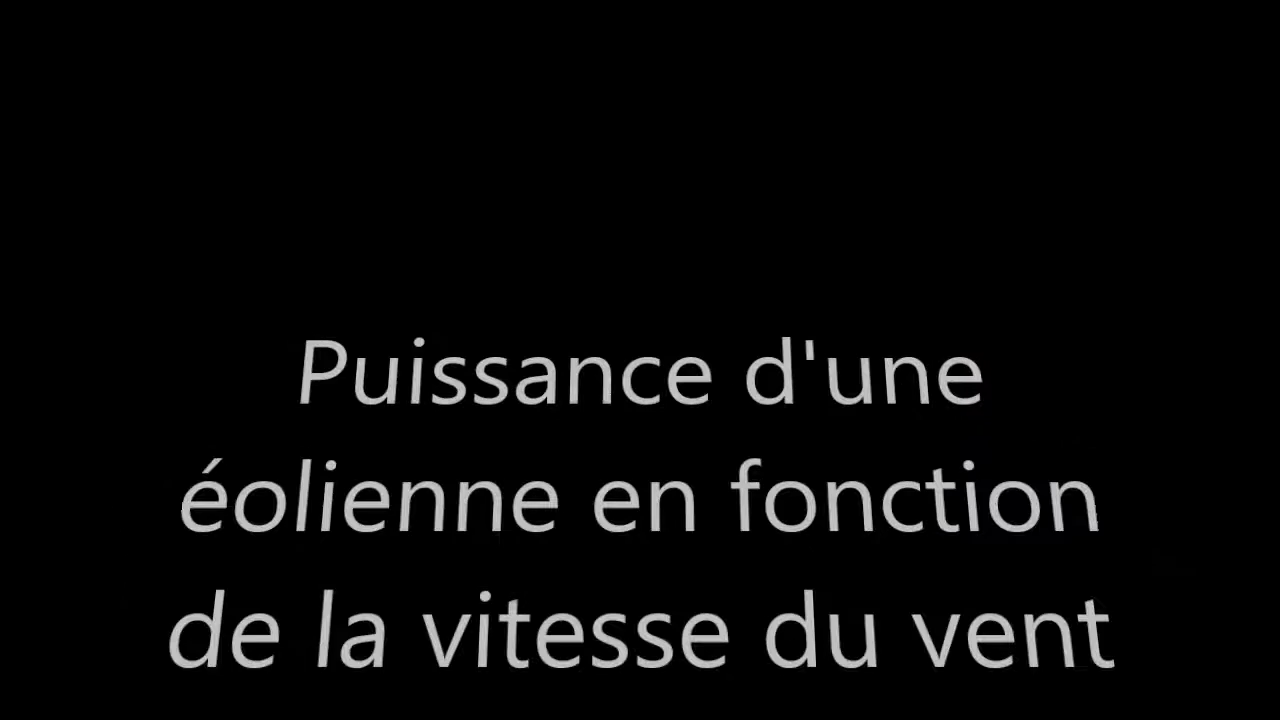 Puissance d'une
éolienne en fonction
de la vitesse du vent